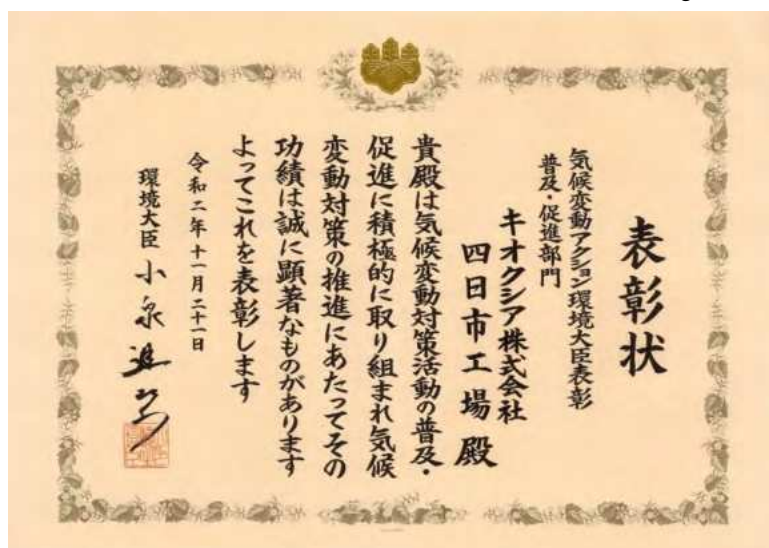 表彰状
気候変動アクション環境大臣表彰
普及・促進部門
キオクシア株式会社
四日市工場殿
貴殿は気候変動対策活動の普及・
促進に積極的に取り組まれ気候
変動対策の推進にあたってその
功績は誠に顕著なものがあります
よってこれを表彰します
令和二年十一月二十一日
環境大臣 小泉進次郎